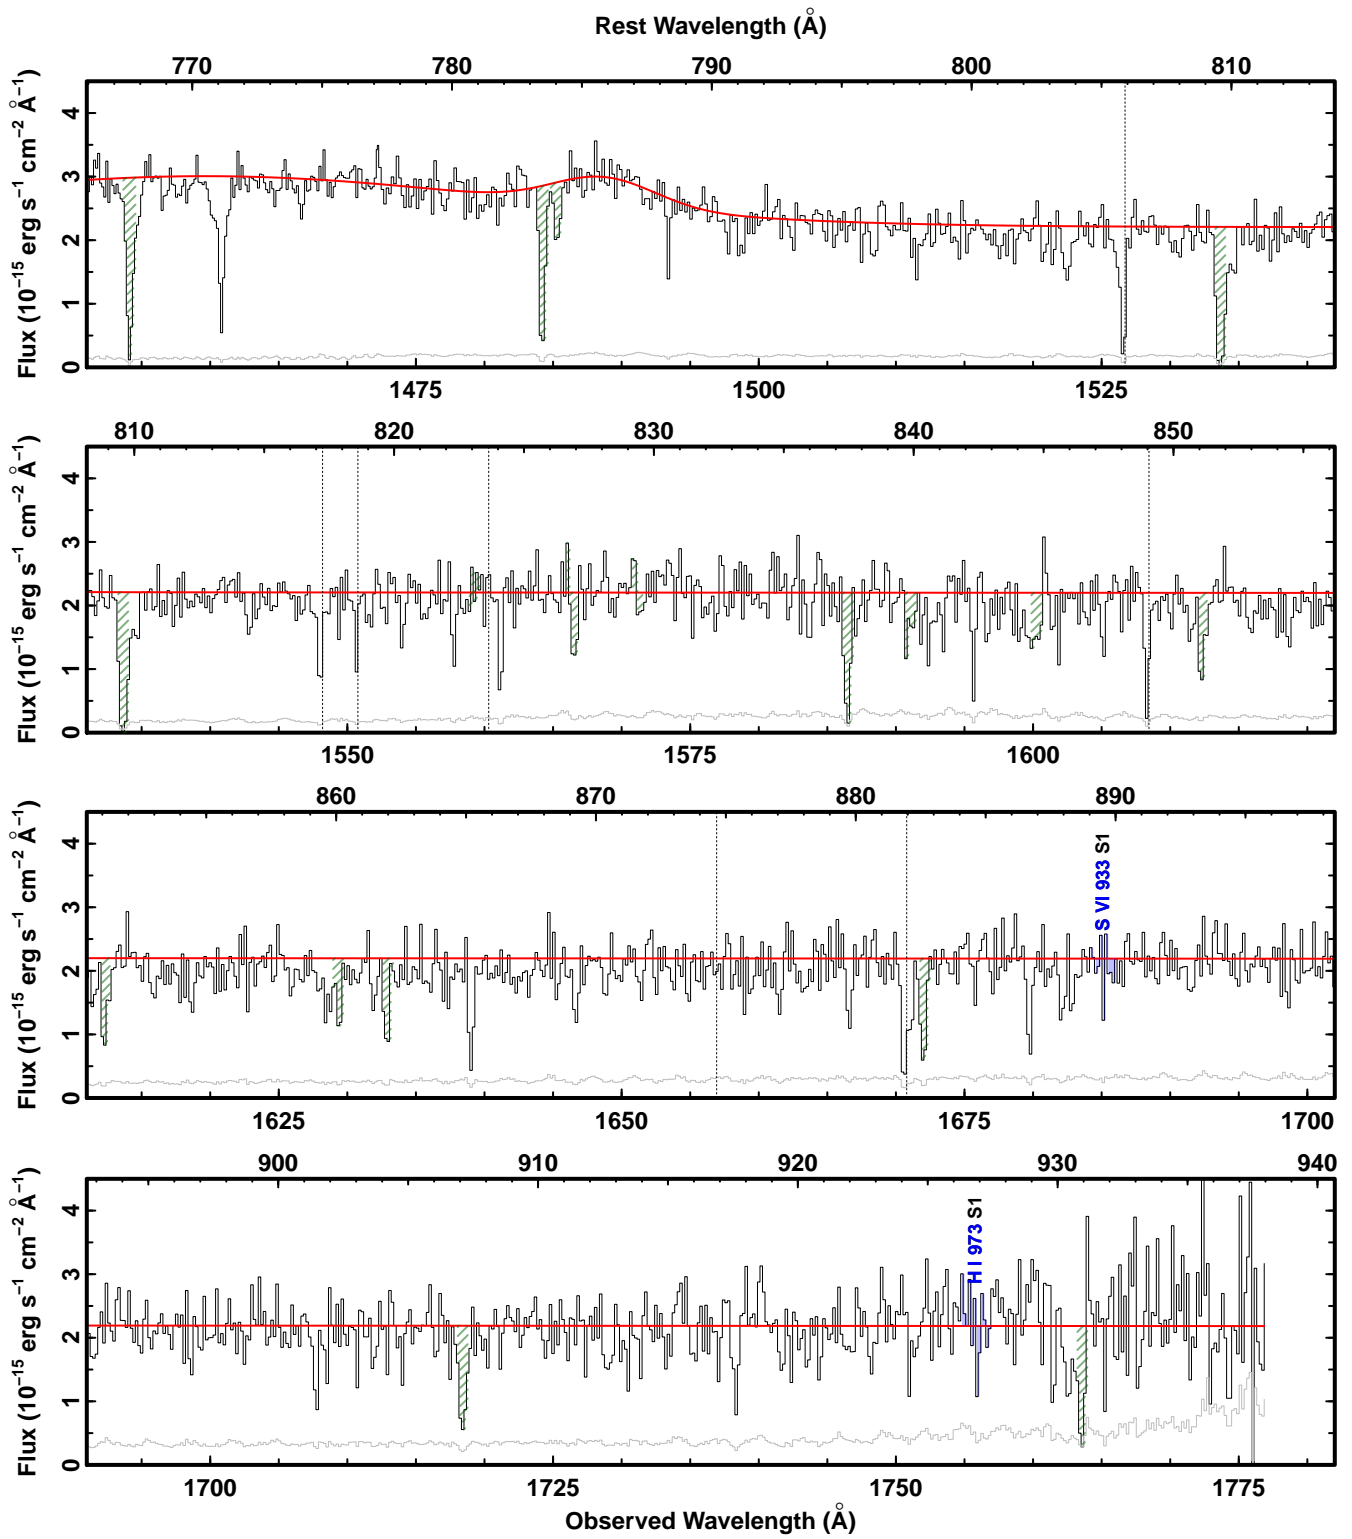 Rest Wavelength (Å)
770 780 790 800 810
Flux (10⁻¹⁵ erg s⁻¹ cm⁻² Å⁻¹)
4
3
2
1
0
1475 1500 1525
810 820 830 840 850
Flux (10⁻¹⁵ erg s⁻¹ cm⁻² Å⁻¹)
4
3
2
1
0
1550 1575 1600
860 870 880 890
Flux (10⁻¹⁵ erg s⁻¹ cm⁻² Å⁻¹)
4
3
2
1
0
S VI 933 S1
1625 1650 1675 1700
900 910 920 930 940
Flux (10⁻¹⁵ erg s⁻¹ cm⁻² Å⁻¹)
4
3
2
1
0
H I 973 S1
1700 1725 1750 1775
Observed Wavelength (Å)